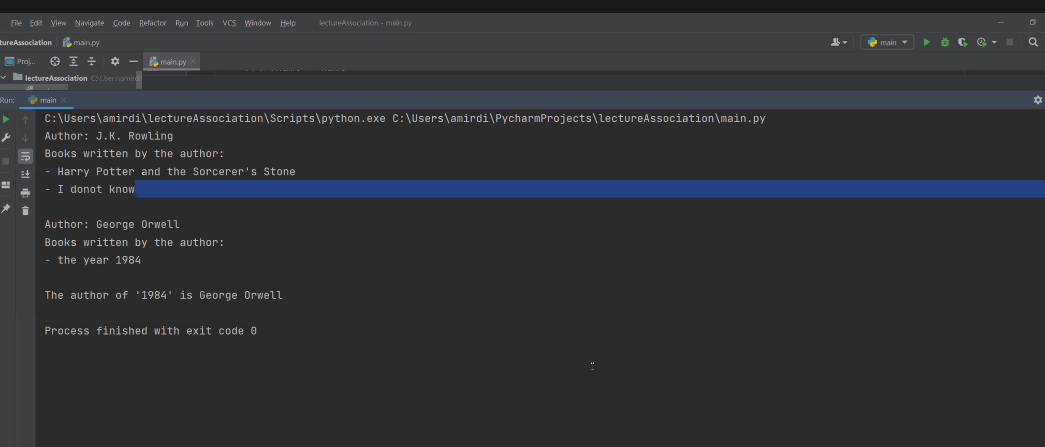 File Edit View Navigate Code Refactor Run Tools VCS Window Help lectureAssociation - main.py
tureAssociation main.py main
Proj... main.py
lectureAssociation C:\Users\amirdi
Run: main
C:\Users\amirdi\lectureAssociation\Scripts\python.exe C:\Users\amirdi\PycharmProjects\lectureAssociation\main.py
Author: J.K. Rowling
Books written by the author:
- Harry Potter and the Sorcerer's Stone
- I donot know
Author: George Orwell
Books written by the author:
- the year 1984
The author of '1984' is George Orwell
Process finished with exit code 0